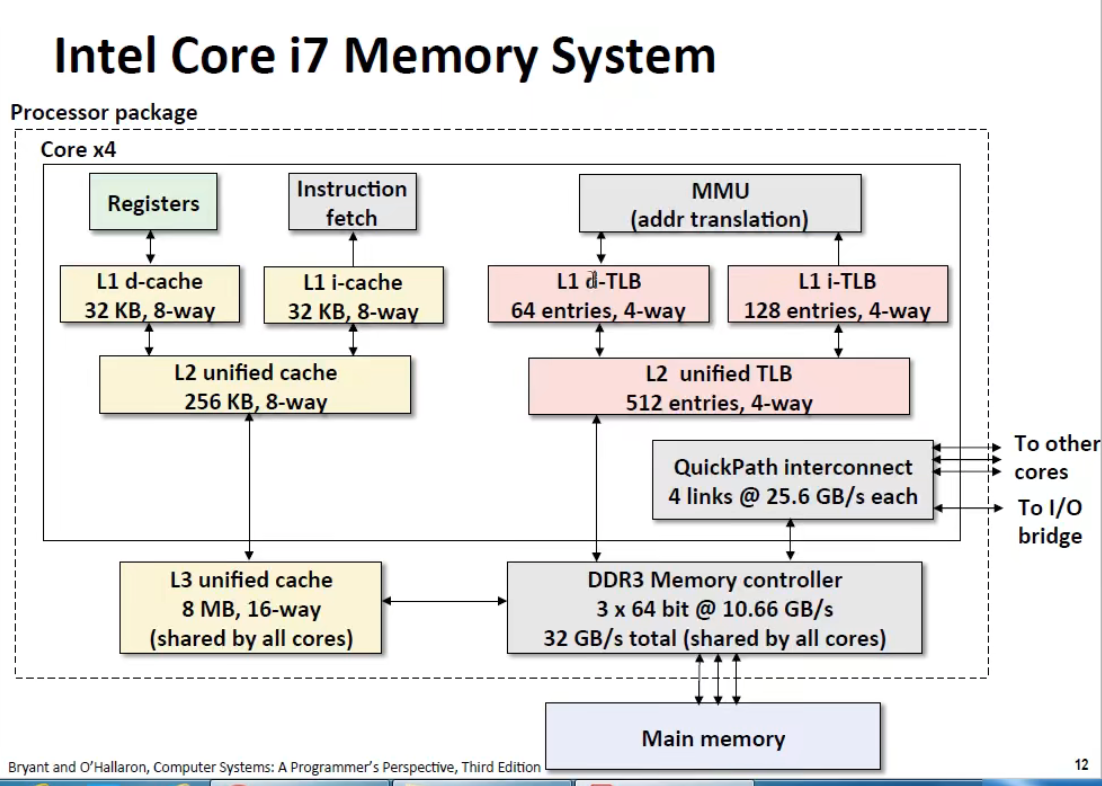 Intel Core i7 Memory System
Processor package
Core x4
Registers
Instruction
fetch
MMU
(addr translation)
L1 d-cache
32 KB, 8-way
L1 i-cache
32 KB, 8-way
L1 d-TLB
64 entries, 4-way
L1 i-TLB
128 entries, 4-way
L2 unified cache
256 KB, 8-way
L2 unified TLB
512 entries, 4-way
QuickPath interconnect
4 links @ 25.6 GB/s each
To other
cores
To I/O
bridge
L3 unified cache
8 MB, 16-way
(shared by all cores)
DDR3 Memory controller
3 x 64 bit @ 10.66 GB/s
32 GB/s total (shared by all cores)
Main memory
Bryant and O'Hallaron, Computer Systems: A Programmer's Perspective, Third Edition
12